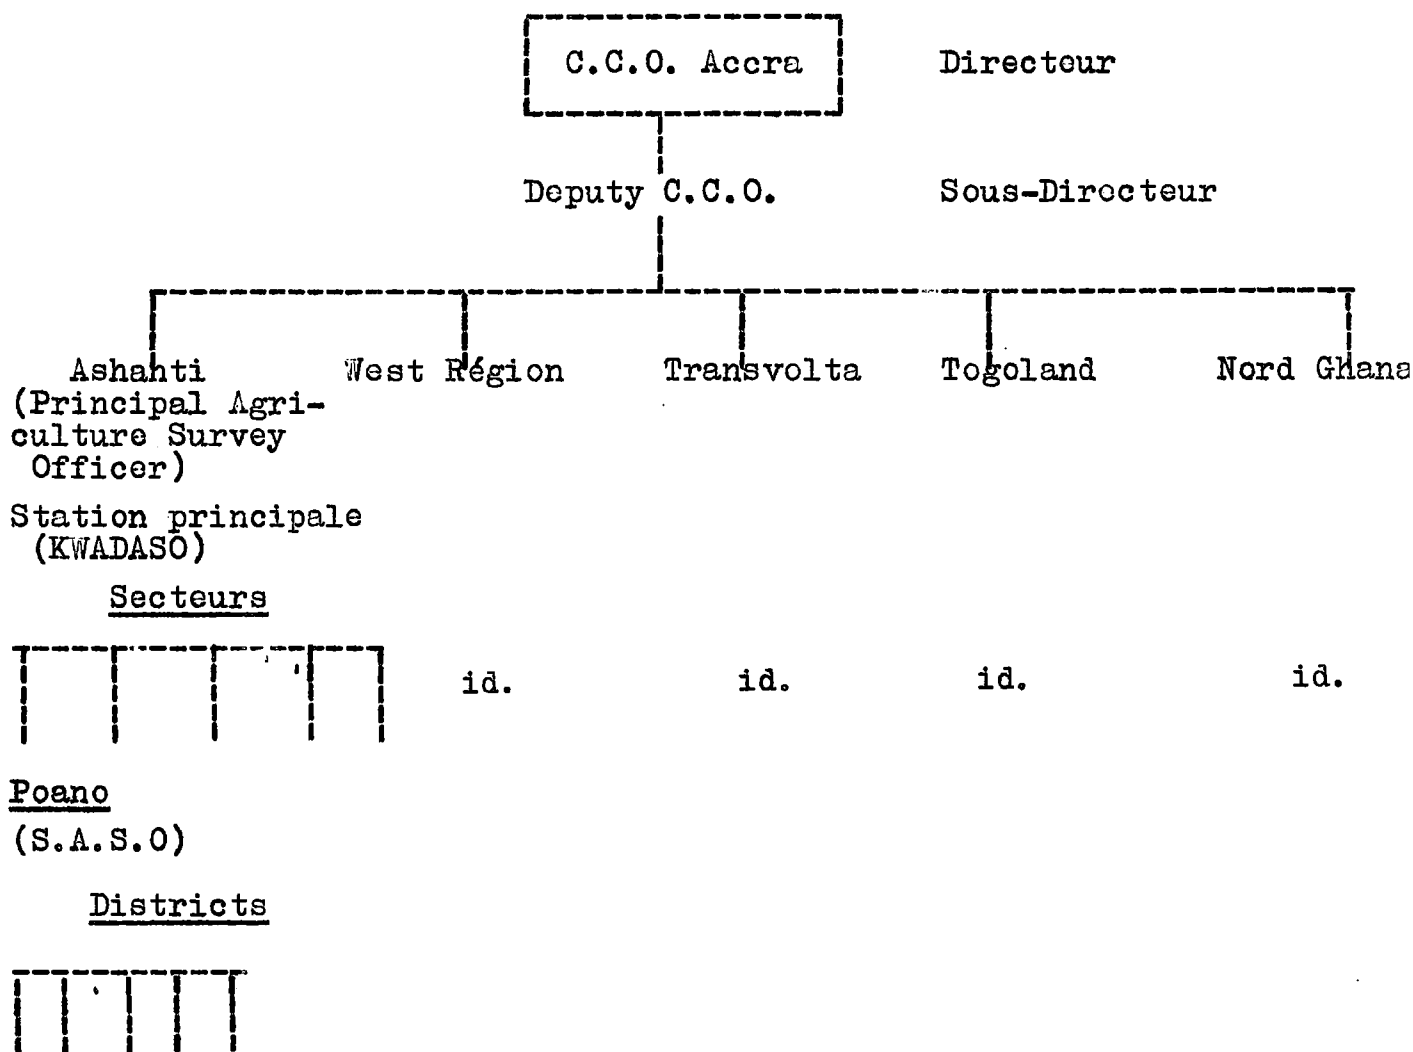 C.C.O. Accra Directeur
Deputy C.C.O. Sous-Directeur
Ashanti West Région Transvolta Togoland Nord Ghana
(Principal Agri-
culture Survey
Officer)
Station principale
(KWADASO)
Secteurs
id. id. id. id.
Poano
(S.A.S.O)
Districts